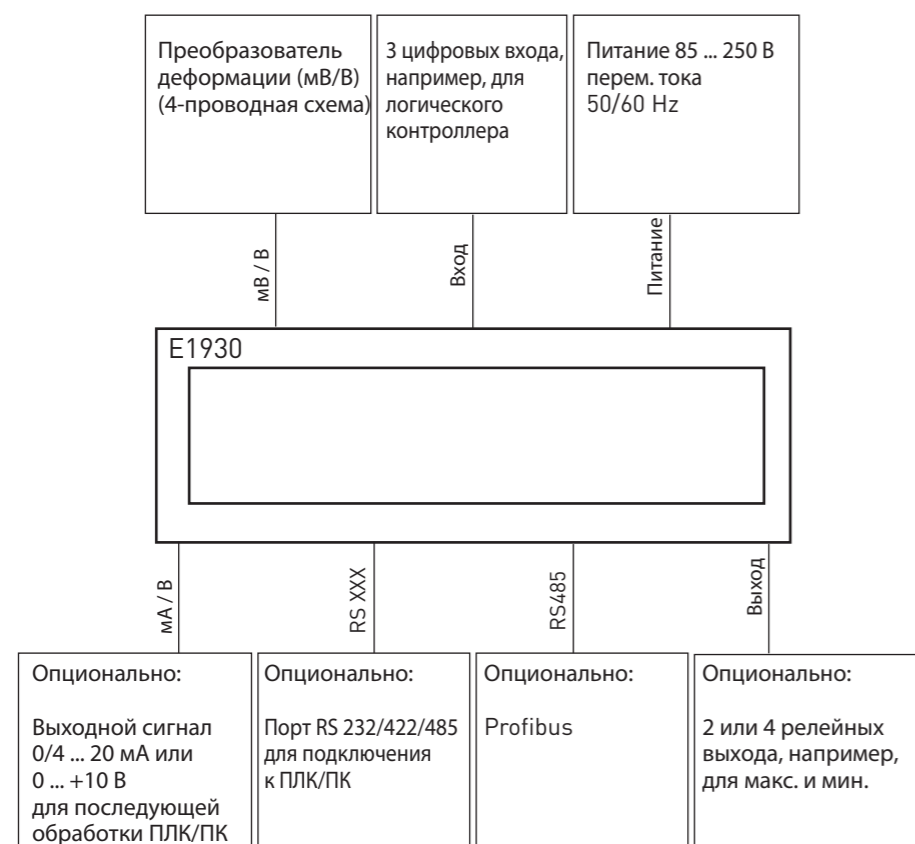 Преобразователь
деформации (мВ/В)
(4-проводная схема)
3 цифровых входа,
например, для
логического
контроллера
Питание 85 ... 250 В
перем. тока
50/60 Hz
мВ / В
Вход
Питание
E1930
мА / В
RS XXX
RS485
Выход
Опционально:
Выходной сигнал
0/4 ... 20 мА или
0 ... +10 В
для последующей
обработки ПЛК/ПК
Опционально:
Порт RS 232/422/485
для подключения
к ПЛК/ПК
Опционально:
Profibus
Опционально:
2 или 4 релейных
выхода, например,
для макс. и мин.